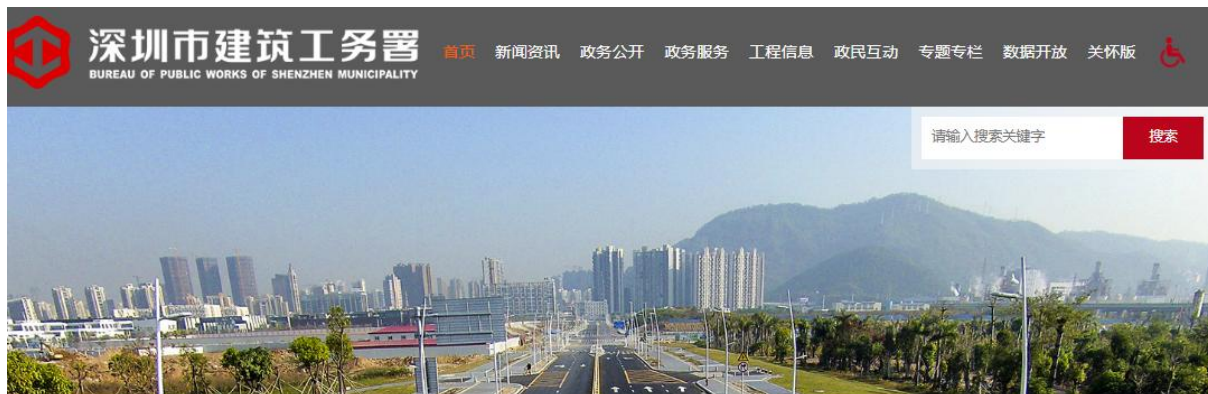 深圳市建筑工务署
BUREAU OF PUBLIC WORKS OF SHENZHEN MUNICIPALITY
首页 新闻资讯 政务公开 政务服务 工程信息 政民互动 专题专栏 数据开放 关怀版
请输入搜索关键字 搜索